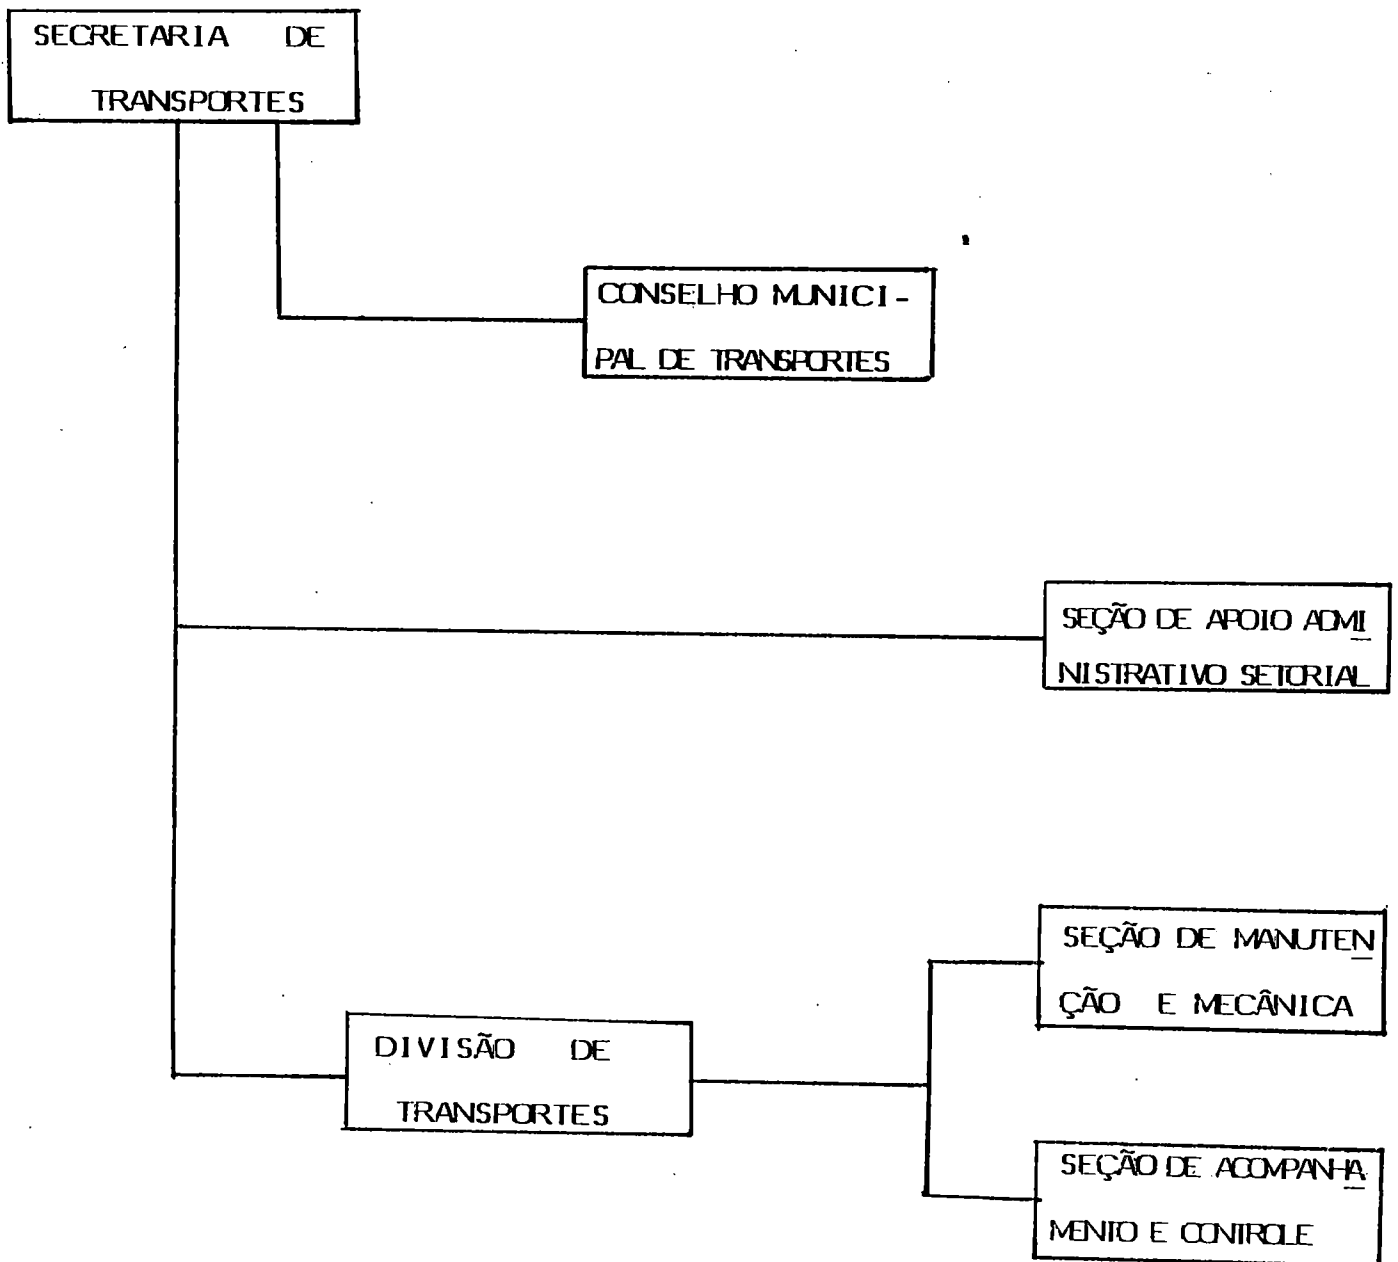 SECRETARIA DE
TRANSPORTES
CONSELHO MUNICI-
PAL DE TRANSPORTES
SEÇÃO DE APOIO ADMI
NISTRATIVO SETORIAL
SEÇÃO DE MANUTEN
ÇÃO E MECÂNICA
DIVISÃO DE
TRANSPORTES
SEÇÃO DE ACOMPANHA
MENTO E CONTROLE